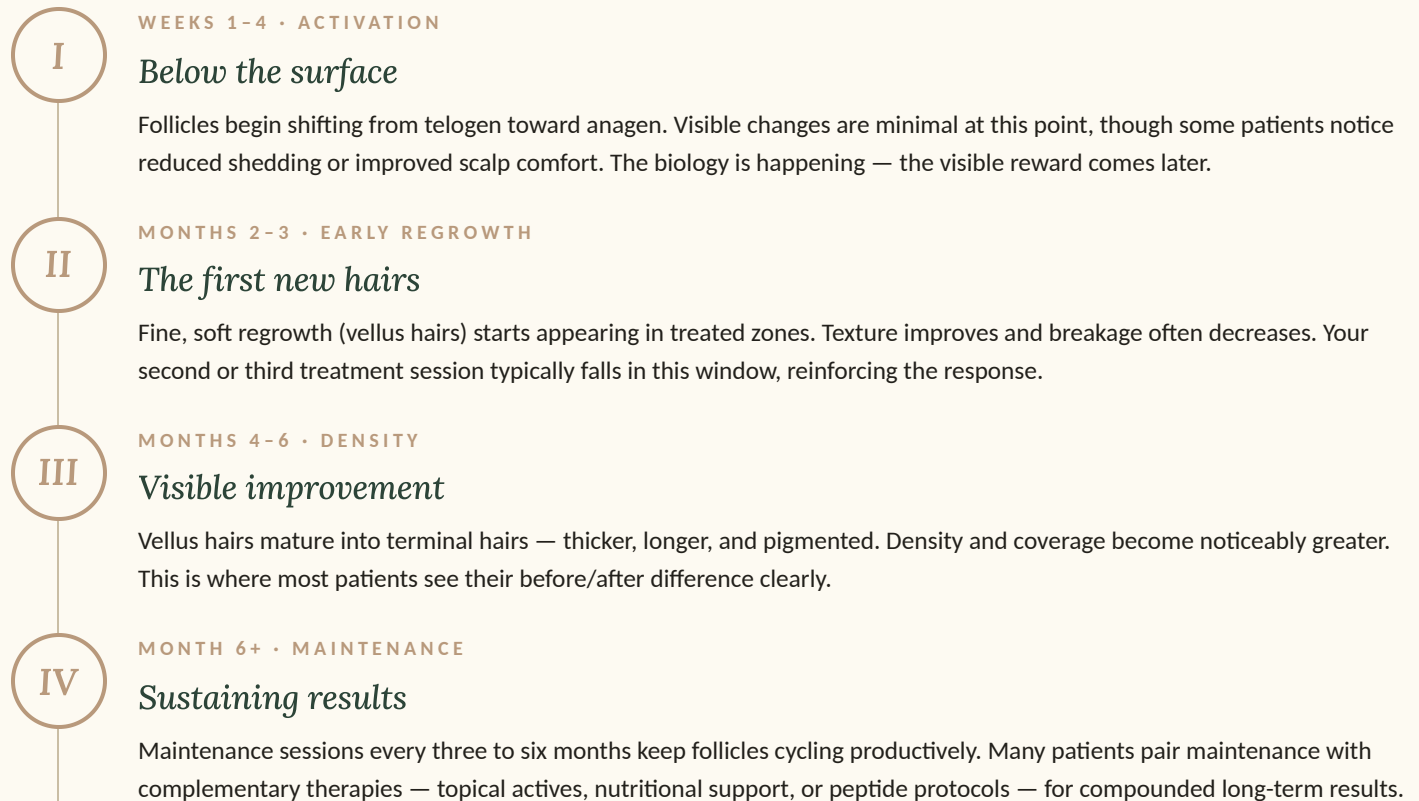 I
WEEKS 1–4 · ACTIVATION
Below the surface
Follicles begin shifting from telogen toward anagen. Visible changes are minimal at this point, though some patients notice
reduced shedding or improved scalp comfort. The biology is happening — the visible reward comes later.
II
MONTHS 2–3 · EARLY REGROWTH
The first new hairs
Fine, soft regrowth (vellus hairs) starts appearing in treated zones. Texture improves and breakage often decreases. Your
second or third treatment session typically falls in this window, reinforcing the response.
III
MONTHS 4–6 · DENSITY
Visible improvement
Vellus hairs mature into terminal hairs — thicker, longer, and pigmented. Density and coverage become noticeably greater.
This is where most patients see their before/after difference clearly.
IV
MONTH 6+ · MAINTENANCE
Sustaining results
Maintenance sessions every three to six months keep follicles cycling productively. Many patients pair maintenance with
complementary therapies — topical actives, nutritional support, or peptide protocols — for compounded long-term results.